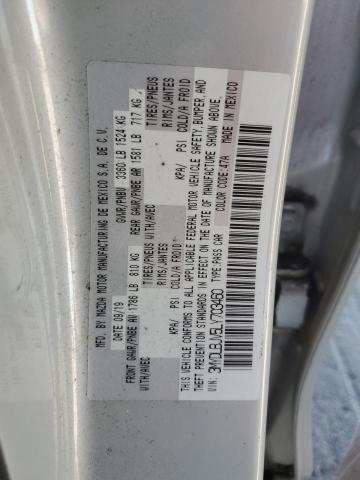 MFD. BY MAZDA MOTOR MANUFACTURING DE MEXICO S.A. DE C.V.
DATE 09/19 GVWR/PNBV 3360 LB 1524 KG
FRONT GAWR/PNBE AV 1786 LB 810 KG REAR GAWR/PNBE AR 1581 LB 717 KG
WITH/AVEC TIRES/PNEUS WITH/AVEC TIRES/PNEUS
RIMS/JANTES RIMS/JANTES
KPA/ PSI COLD/A FROID KPA/ PSI COLD/A FROID
THIS VEHICLE CONFORMS TO ALL APPLICABLE FEDERAL MOTOR VEHICLE SAFETY, BUMPER, AND
THEFT PREVENTION STANDARDS IN EFFECT ON THE DATE OF MANUFACTURE SHOWN ABOVE.
VIN: 3MYDLBJV6LY703460 TYPE:PASS CAR COLOR CODE:47A MADE IN MEXICO